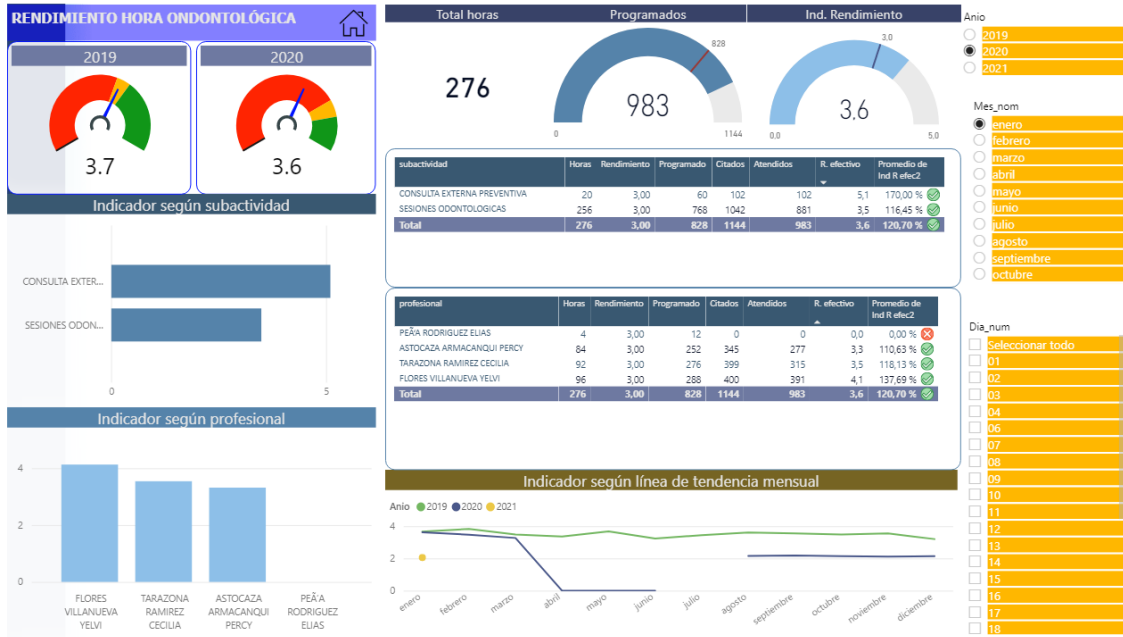 RENDIMIENTO HORA ONDONTOLÓGICA
2019
3.7
2020
3.6
Indicador según subactividad
CONSULTA EXTER...
SESIONES ODON...
0
5
Indicador según profesional
4
2
0
FLORES
VILLANUEVA
YELVI
TARAZONA
RAMIREZ
CECILIA
ASTOCAZA
ARMACANQUI
PERCY
PEÃ'A
RODRIGUEZ
ELIAS
Total horas
Programados
Ind. Rendimiento
276
828
983
0
1144
3,0
3,6
0,0
5,0
subactividad Horas Rendimiento Programado Citados Atendidos R. efectivo Promedio de
Ind R efec2
CONSULTA EXTERNA PREVENTIVA 20 3,00 60 102 102 5,1 170,00 %
SESIONES ODONTOLOGICAS 256 3,00 768 1042 881 3,5 116,45 %
Total 276 3,00 828 1144 983 3,6 120,70 %
profesional Horas Rendimiento Programado Citados Atendidos R. efectivo Promedio de
Ind R efec2
PEÃ'A RODRIGUEZ ELIAS 4 3,00 12 0 0 0,0 0,00 %
ASTOCAZA ARMACANQUI PERCY 84 3,00 252 345 277 3,3 110,63 %
TARAZONA RAMIREZ CECILIA 92 3,00 276 399 315 3,5 118,13 %
FLORES VILLANUEVA YELVI 96 3,00 288 400 391 4,1 137,69 %
Total 276 3,00 828 1144 983 3,6 120,70 %
Indicador según línea de tendencia mensual
Anio 2019 2020 2021
4
2
0
enero
febrero
marzo
abril
mayo
junio
julio
agosto
septiembre
octubre
noviembre
diciembre
Anio
2019
2020
2021
Mes_nom
enero
febrero
marzo
abril
mayo
junio
julio
agosto
septiembre
octubre
Dia_num
Seleccionar todo
01
02
03
04
06
07
08
09
10
11
12
13
14
15
16
17
18